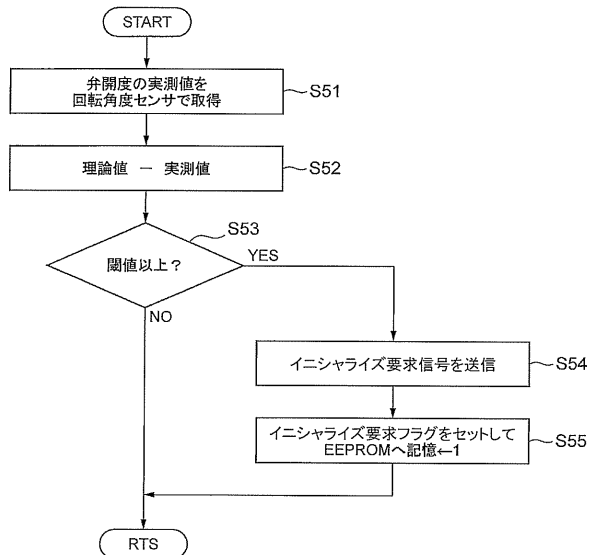 START
弁開度の実測値を
回転角度センサで取得
S51
理論値 ー 実測値
S52
S53
閾値以上？
YES
NO
イニシャライズ要求信号を送信
S54
イニシャライズ要求フラグをセットして
EEPROMへ記憶←1
S55
RTS